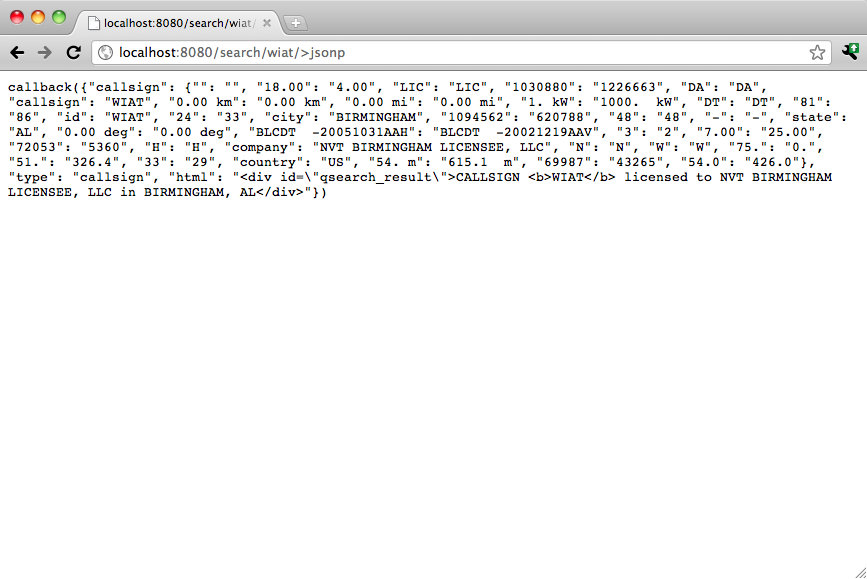 localhost:8080/search/wiat/
localhost:8080/search/wiat/>jsonp
callback({"callsign": {"": "", "18.00": "4.00", "LIC": "LIC", "1030880": "1226663", "DA": "DA",
"callsign": "WIAT", "0.00 km": "0.00 km", "0.00 mi": "0.00 mi", "1. kW": "1000.  kW", "DT": "DT", "81":
"86", "id": "WIAT", "24": "33", "city": "BIRMINGHAM", "1094562": "620788", "48": "48", "-": "-", "state":
"AL", "0.00 deg": "0.00 deg", "BLCDT  -20051031AAH": "BLCDT  -20021219AAV", "3": "2", "7.00": "25.00",
"72053": "5360", "H": "H", "company": "NVT BIRMINGHAM LICENSEE, LLC", "N": "N", "W": "W", "75.": "0.",
"51.": "326.4", "33": "29", "country": "US", "54. m": "615.1  m", "69987": "43265", "54.0": "426.0"},
"type": "callsign", "html": "<div id=\"qsearch_result\">CALLSIGN <b>WIAT</b> licensed to NVT BIRMINGHAM
LICENSEE, LLC in BIRMINGHAM, AL</div>"})